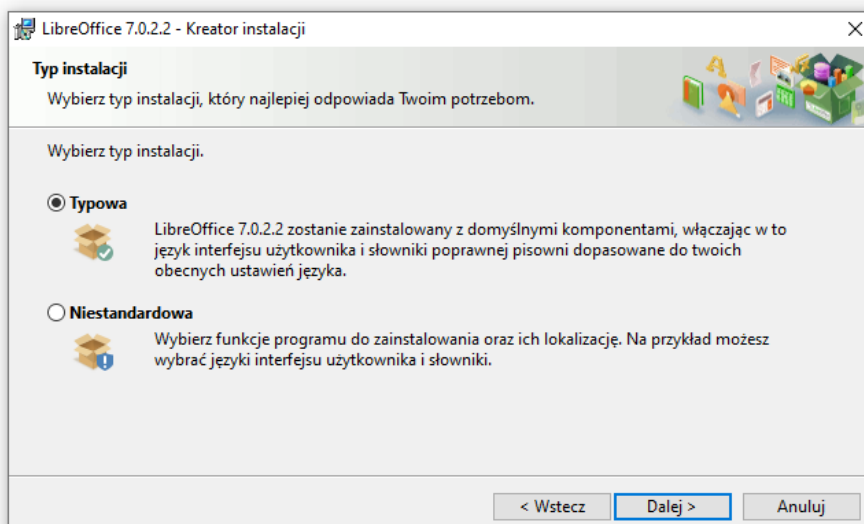 LibreOffice 7.0.2.2 - Kreator instalacji
Typ instalacji
Wybierz typ instalacji, który najlepiej odpowiada Twoim potrzebom.
Wybierz typ instalacji.
Typowa
LibreOffice 7.0.2.2 zostanie zainstalowany z domyślnymi komponentami, włączając w to
język interfejsu użytkownika i słowniki poprawnej pisowni dopasowane do twoich
obecnych ustawień języka.
Niestandardowa
Wybierz funkcje programu do zainstalowania oraz ich lokalizację. Na przykład możesz
wybrać języki interfejsu użytkownika i słowniki.
< Wstecz
Dalej >
Anuluj